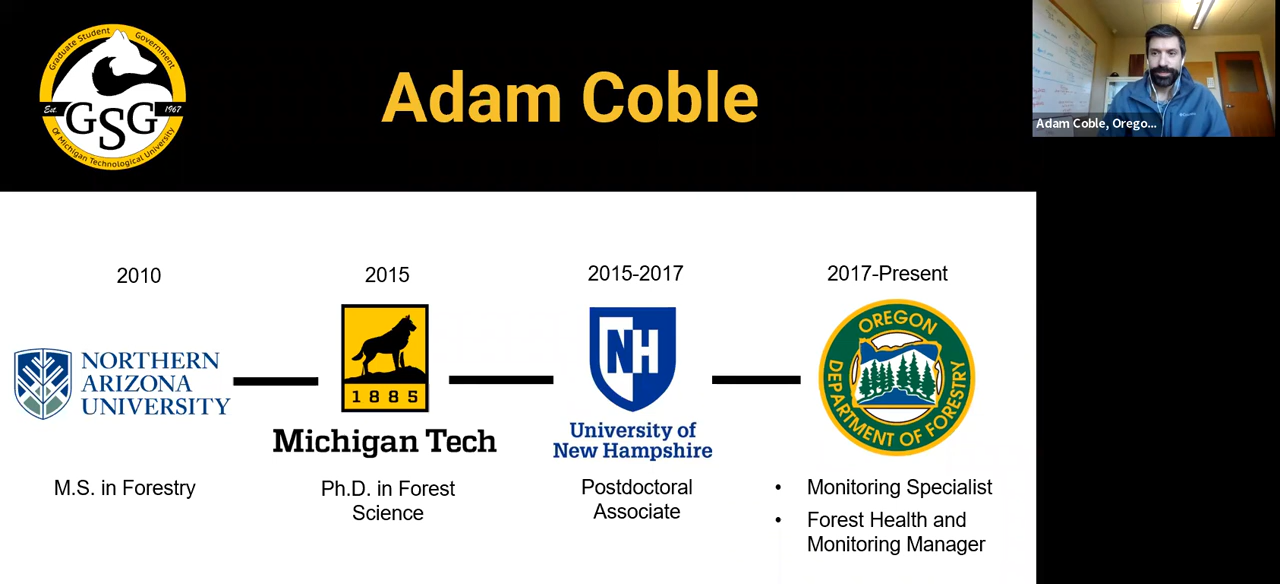 Graduate Student Government
Est. 1967
GSG
Of Michigan Technological University
Adam Coble
Adam Coble, Orego...
2010
2015
2015-2017
2017-Present
NORTHERN
ARIZONA
UNIVERSITY
1885
Michigan Tech
NH
University of
New Hampshire
OREGON
DEPARTMENT OF FORESTRY
M.S. in Forestry
Ph.D. in Forest
Science
Postdoctoral
Associate
• Monitoring Specialist
• Forest Health and
Monitoring Manager